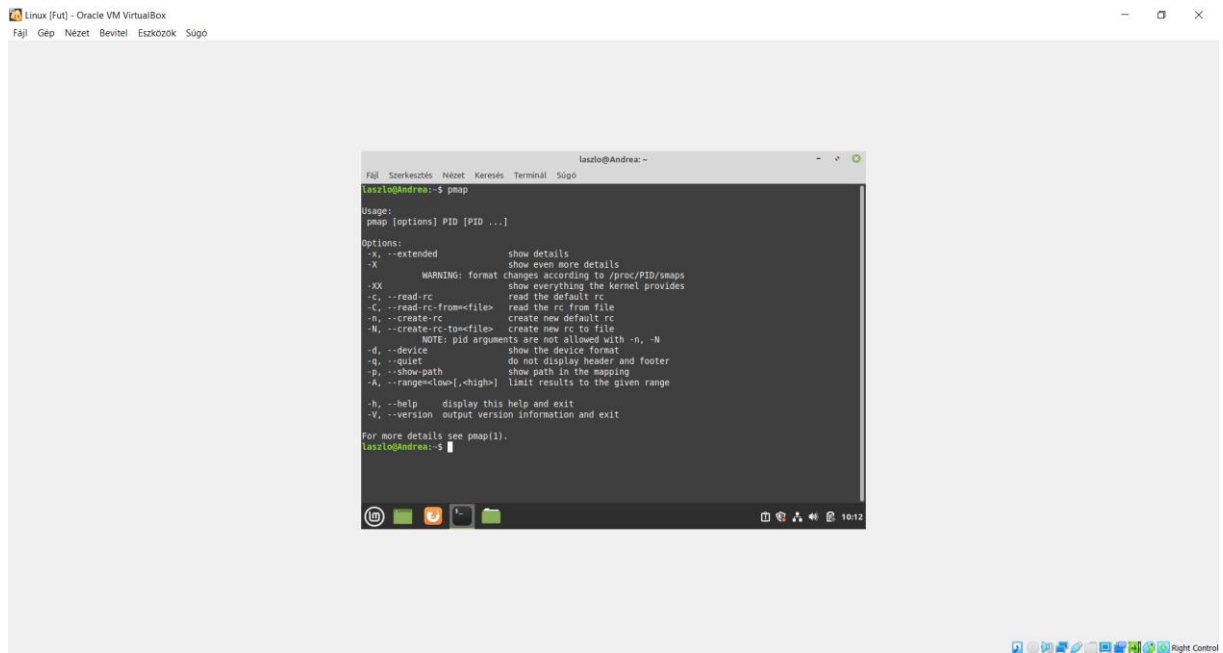 Linux [Fut] - Oracle VM VirtualBox
Fájl Gép Nézet Bevitel Eszközök Súgó
laszlo@Andrea: ~
Fájl Szerkesztés Nézet Keresés Terminál Súgó
laszlo@Andrea:~$ pmap
Usage:
pmap [options] PID [PID ...]
Options:
-x, --extended show details
-X show even more details
WARNING: format changes according to /proc/PID/smaps
-XX show everything the kernel provides
-c, --read-rc read the default rc
-C, --read-rc-from=<file> read the rc from file
-n, --create-rc create new default rc
-N, --create-rc-to=<file> create new rc to file
NOTE: pid arguments are not allowed with -n, -N
-d, --device show the device format
-q, --quiet do not display header and footer
-p, --show-path show path in the mapping
-A, --range=<low>[,<high>] limit results to the given range
-h, --help display this help and exit
-V, --version output version information and exit
For more details see pmap(1).
laszlo@Andrea:~$
10:12
Right Control